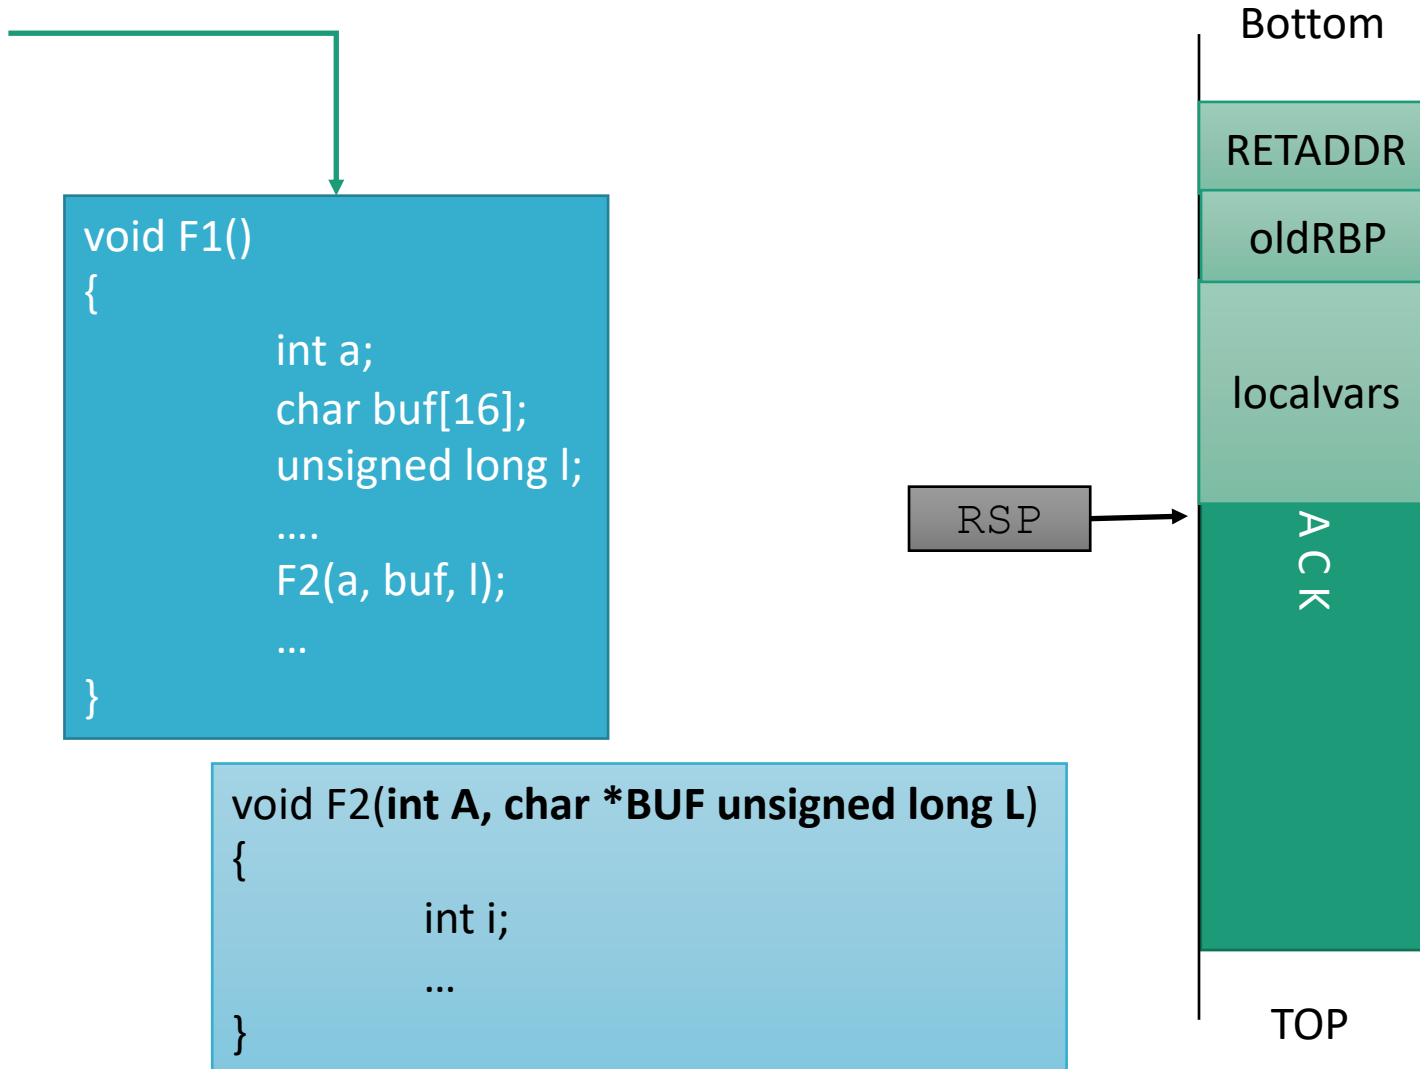 Bottom
RETADDR
oldRBP
localvars
ACK
TOP
RSP
void F1()
{
int a;
char buf[16];
unsigned long l;
....
F2(a, buf, l);
...
}
void F2(int A, char *BUF unsigned long L)
{
int i;
...
}